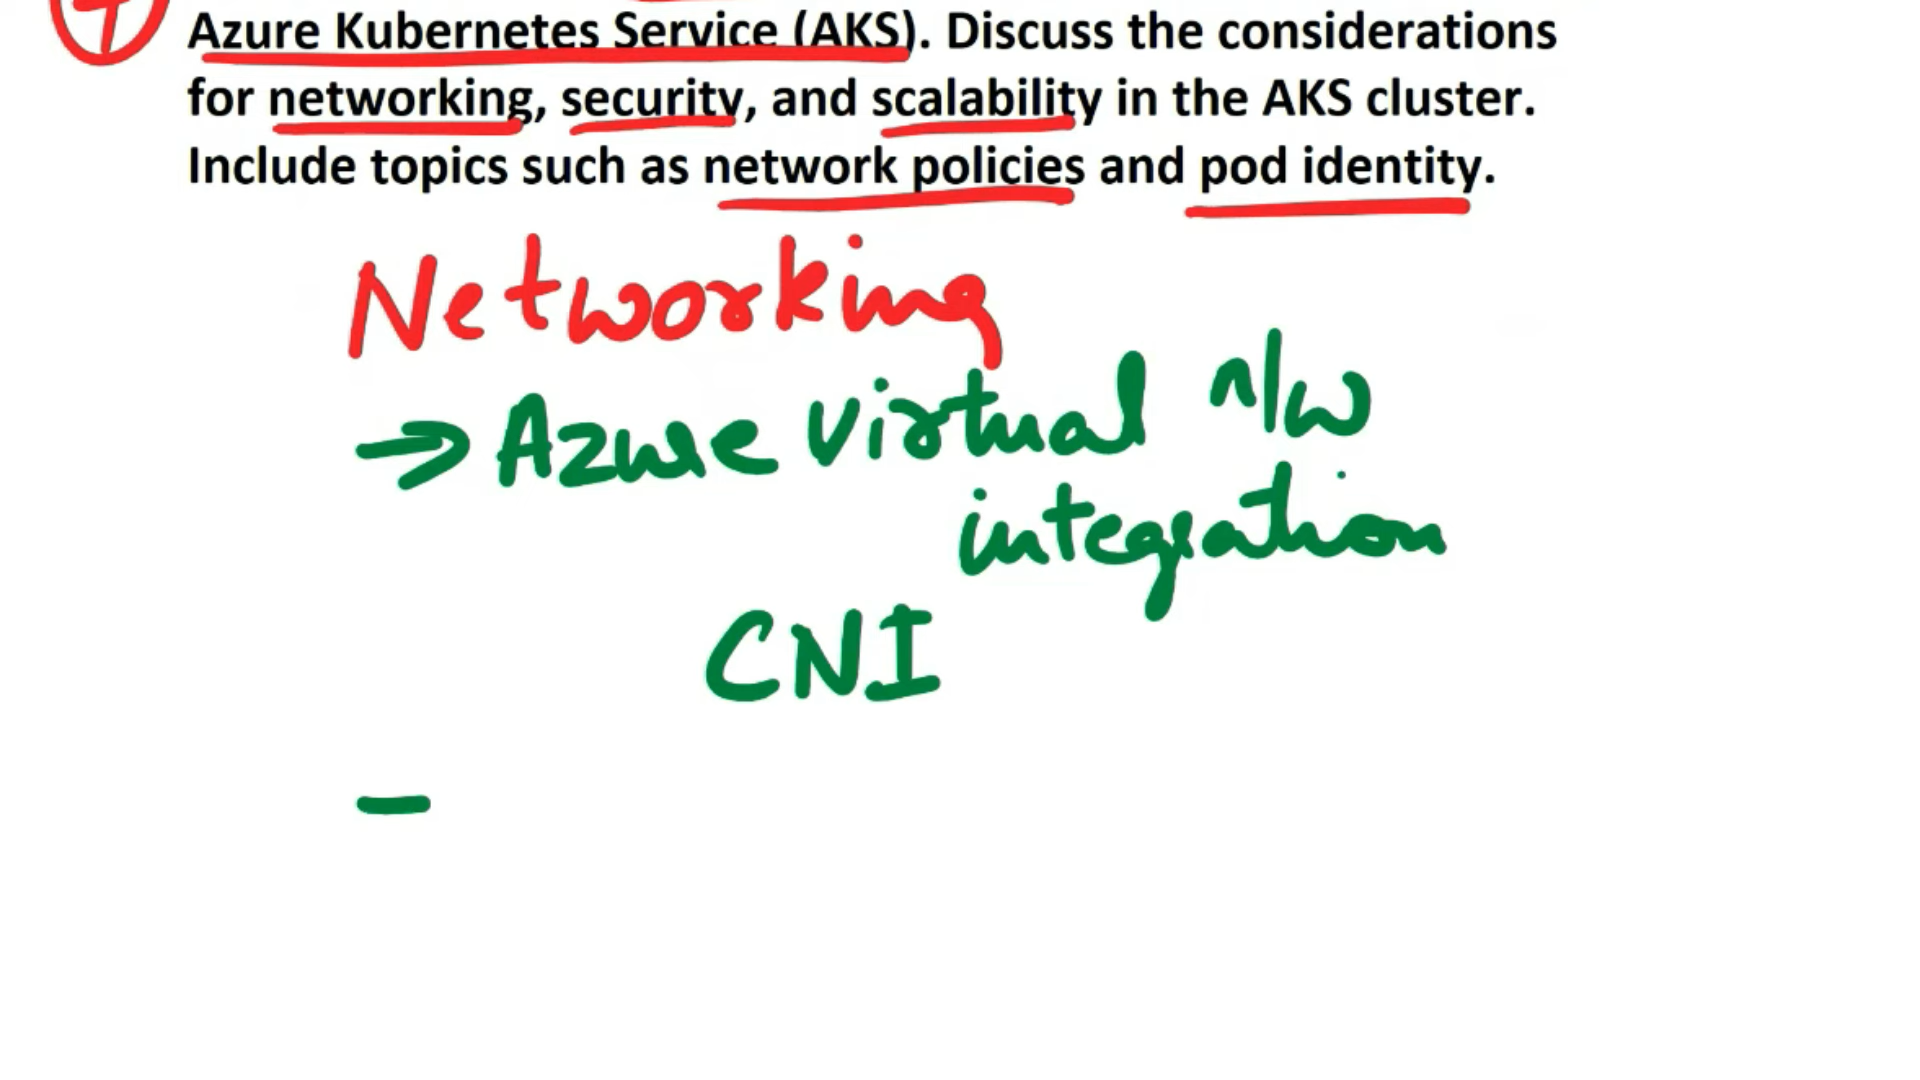 Azure Kubernetes Service (AKS). Discuss the considerations
for networking, security, and scalability in the AKS cluster.
Include topics such as network policies and pod identity.
Networking
→ Azure Virtual n/w
integration
CNI